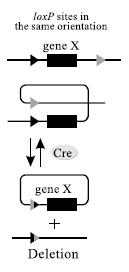 loxP sites in
the same orientation
gene X
Cre
gene X
+
Deletion